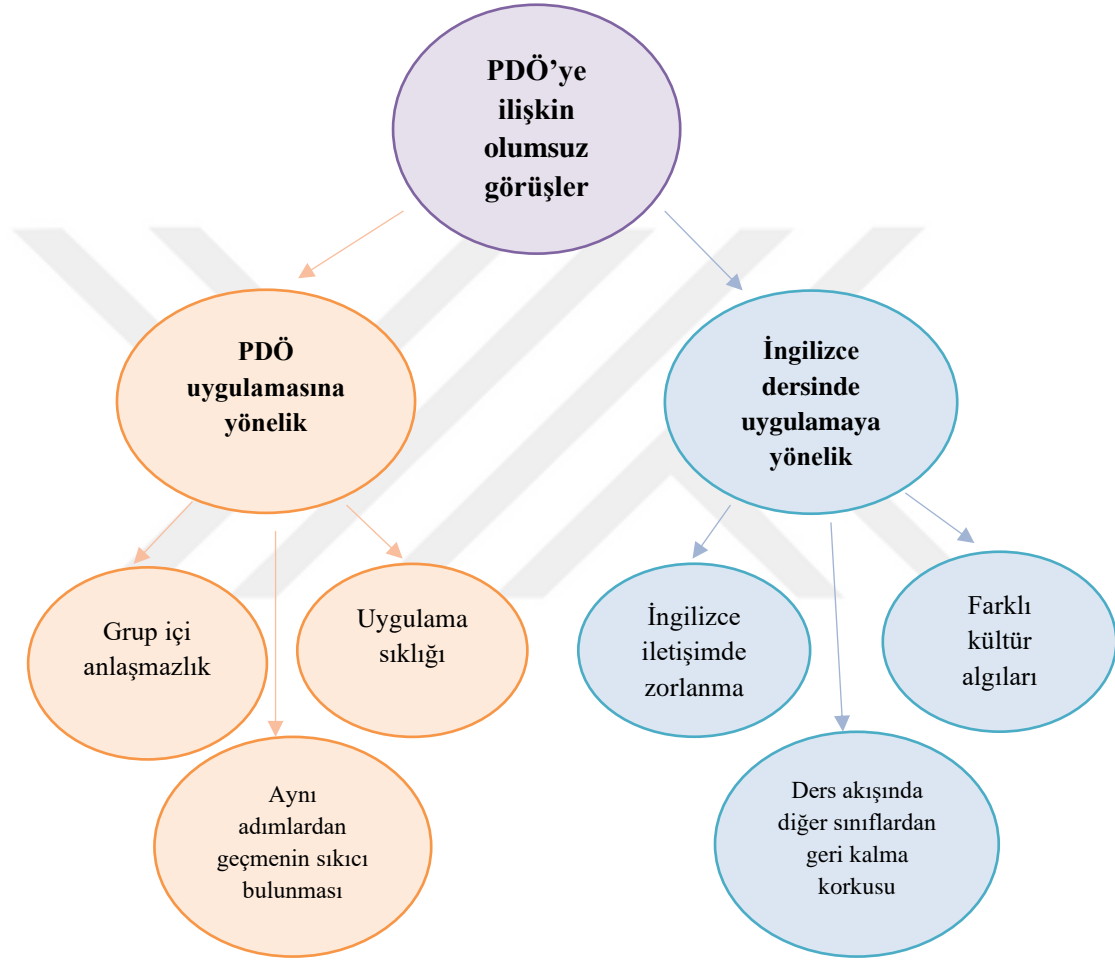 PDÖ’ye
ilişkin
olumsuz
görüşler
PDÖ
uygulamasına
yönelik
İngilizce
dersinde
uygulamaya
yönelik
Grup içi
anlaşmazlık
Uygulama
sıklığı
İngilizce
iletişimde
zorlanma
Farklı
kültür
algıları
Aynı
adımlardan
geçmenin sıkıcı
bulunması
Ders akışında
diğer sınıflardan
geri kalma
korkusu